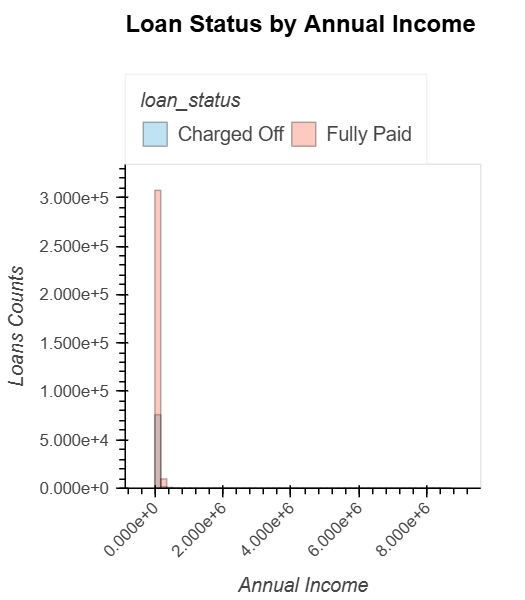 Loan Status by Annual Income
loan_status
Charged Off
Fully Paid
3.000e+5
2.500e+5
2.000e+5
1.500e+5
1.000e+5
5.000e+4
0.000e+0
Loans Counts
0.000e+0
2.000e+6
4.000e+6
6.000e+6
8.000e+6
Annual Income